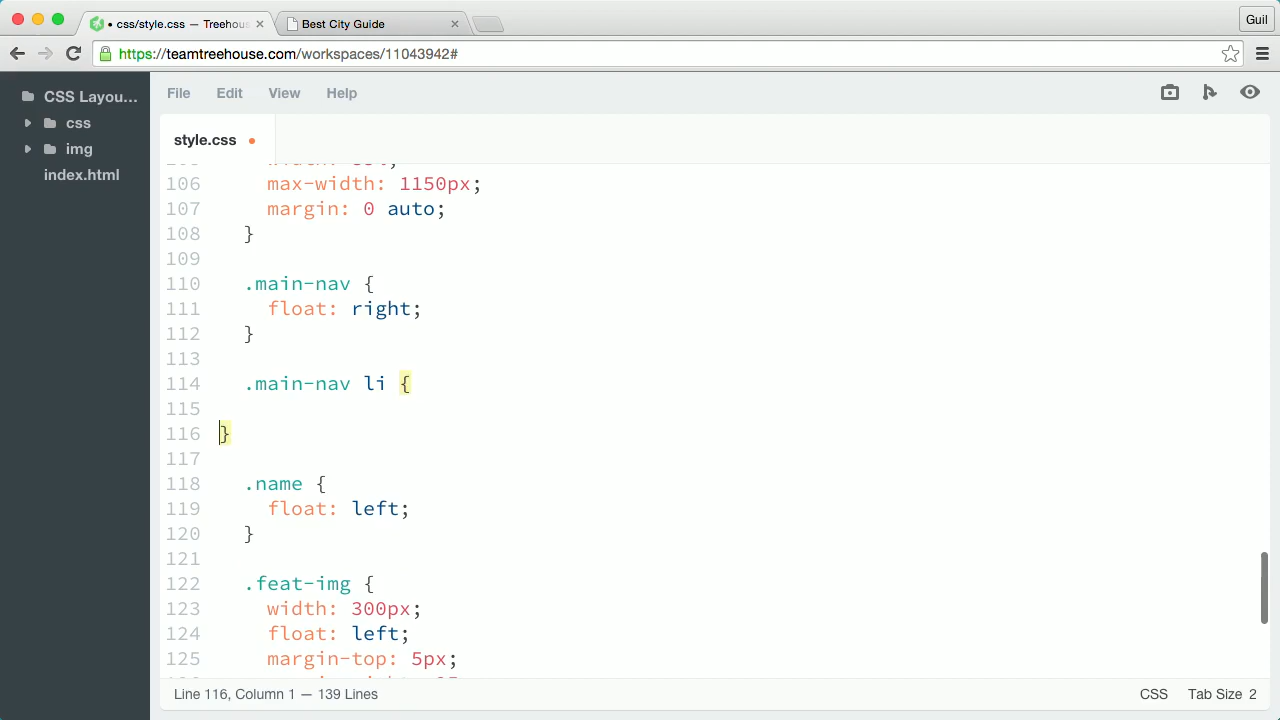 css/style.css — Treehous
Best City Guide
Guil
https://teamtreehouse.com/workspaces/11043942#
CSS Layou...
css
img
index.html
File Edit View Help
style.css
106 max-width: 1150px;
107 margin: 0 auto;
108 }
109
110 .main-nav {
111 float: right;
112 }
113
114 .main-nav li {
115
116 }
117
118 .name {
119 float: left;
120 }
121
122 .feat-img {
123 width: 300px;
124 float: left;
125 margin-top: 5px;
Line 116, Column 1 — 139 Lines
CSS Tab Size 2